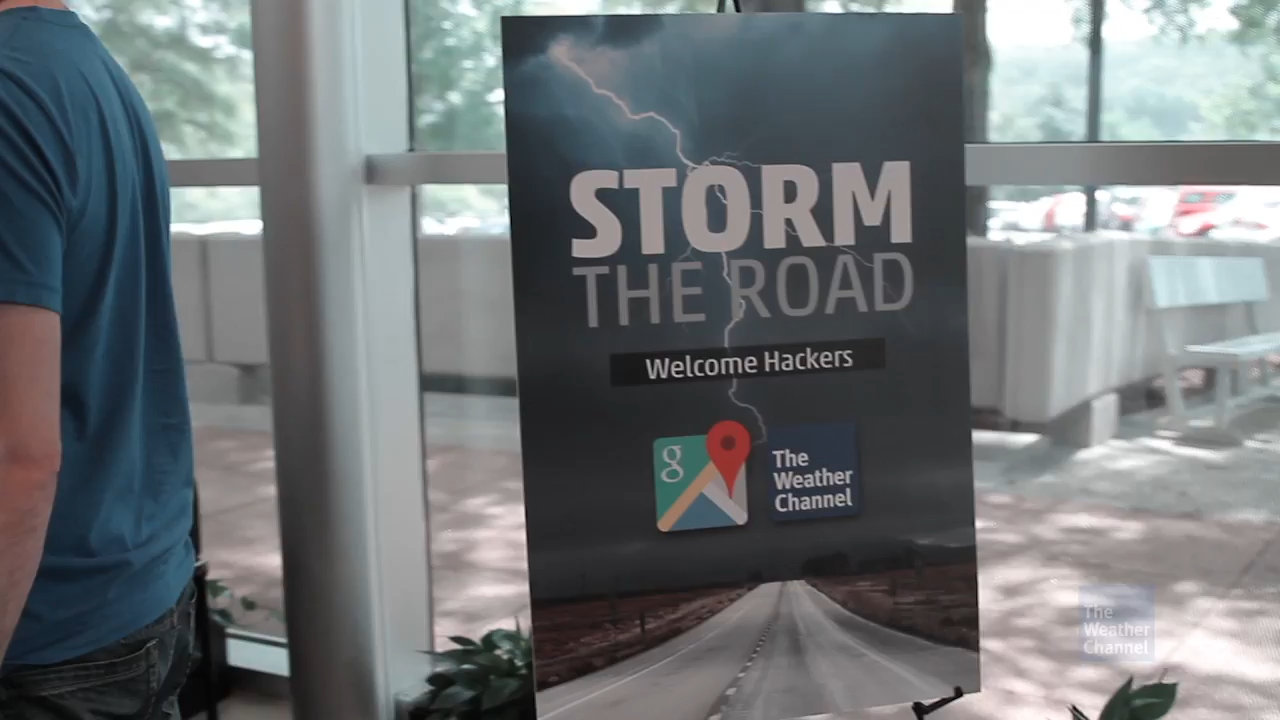 STORM
THE ROAD
Welcome Hackers
g
The
Weather
Channel
The
Weather
Channel